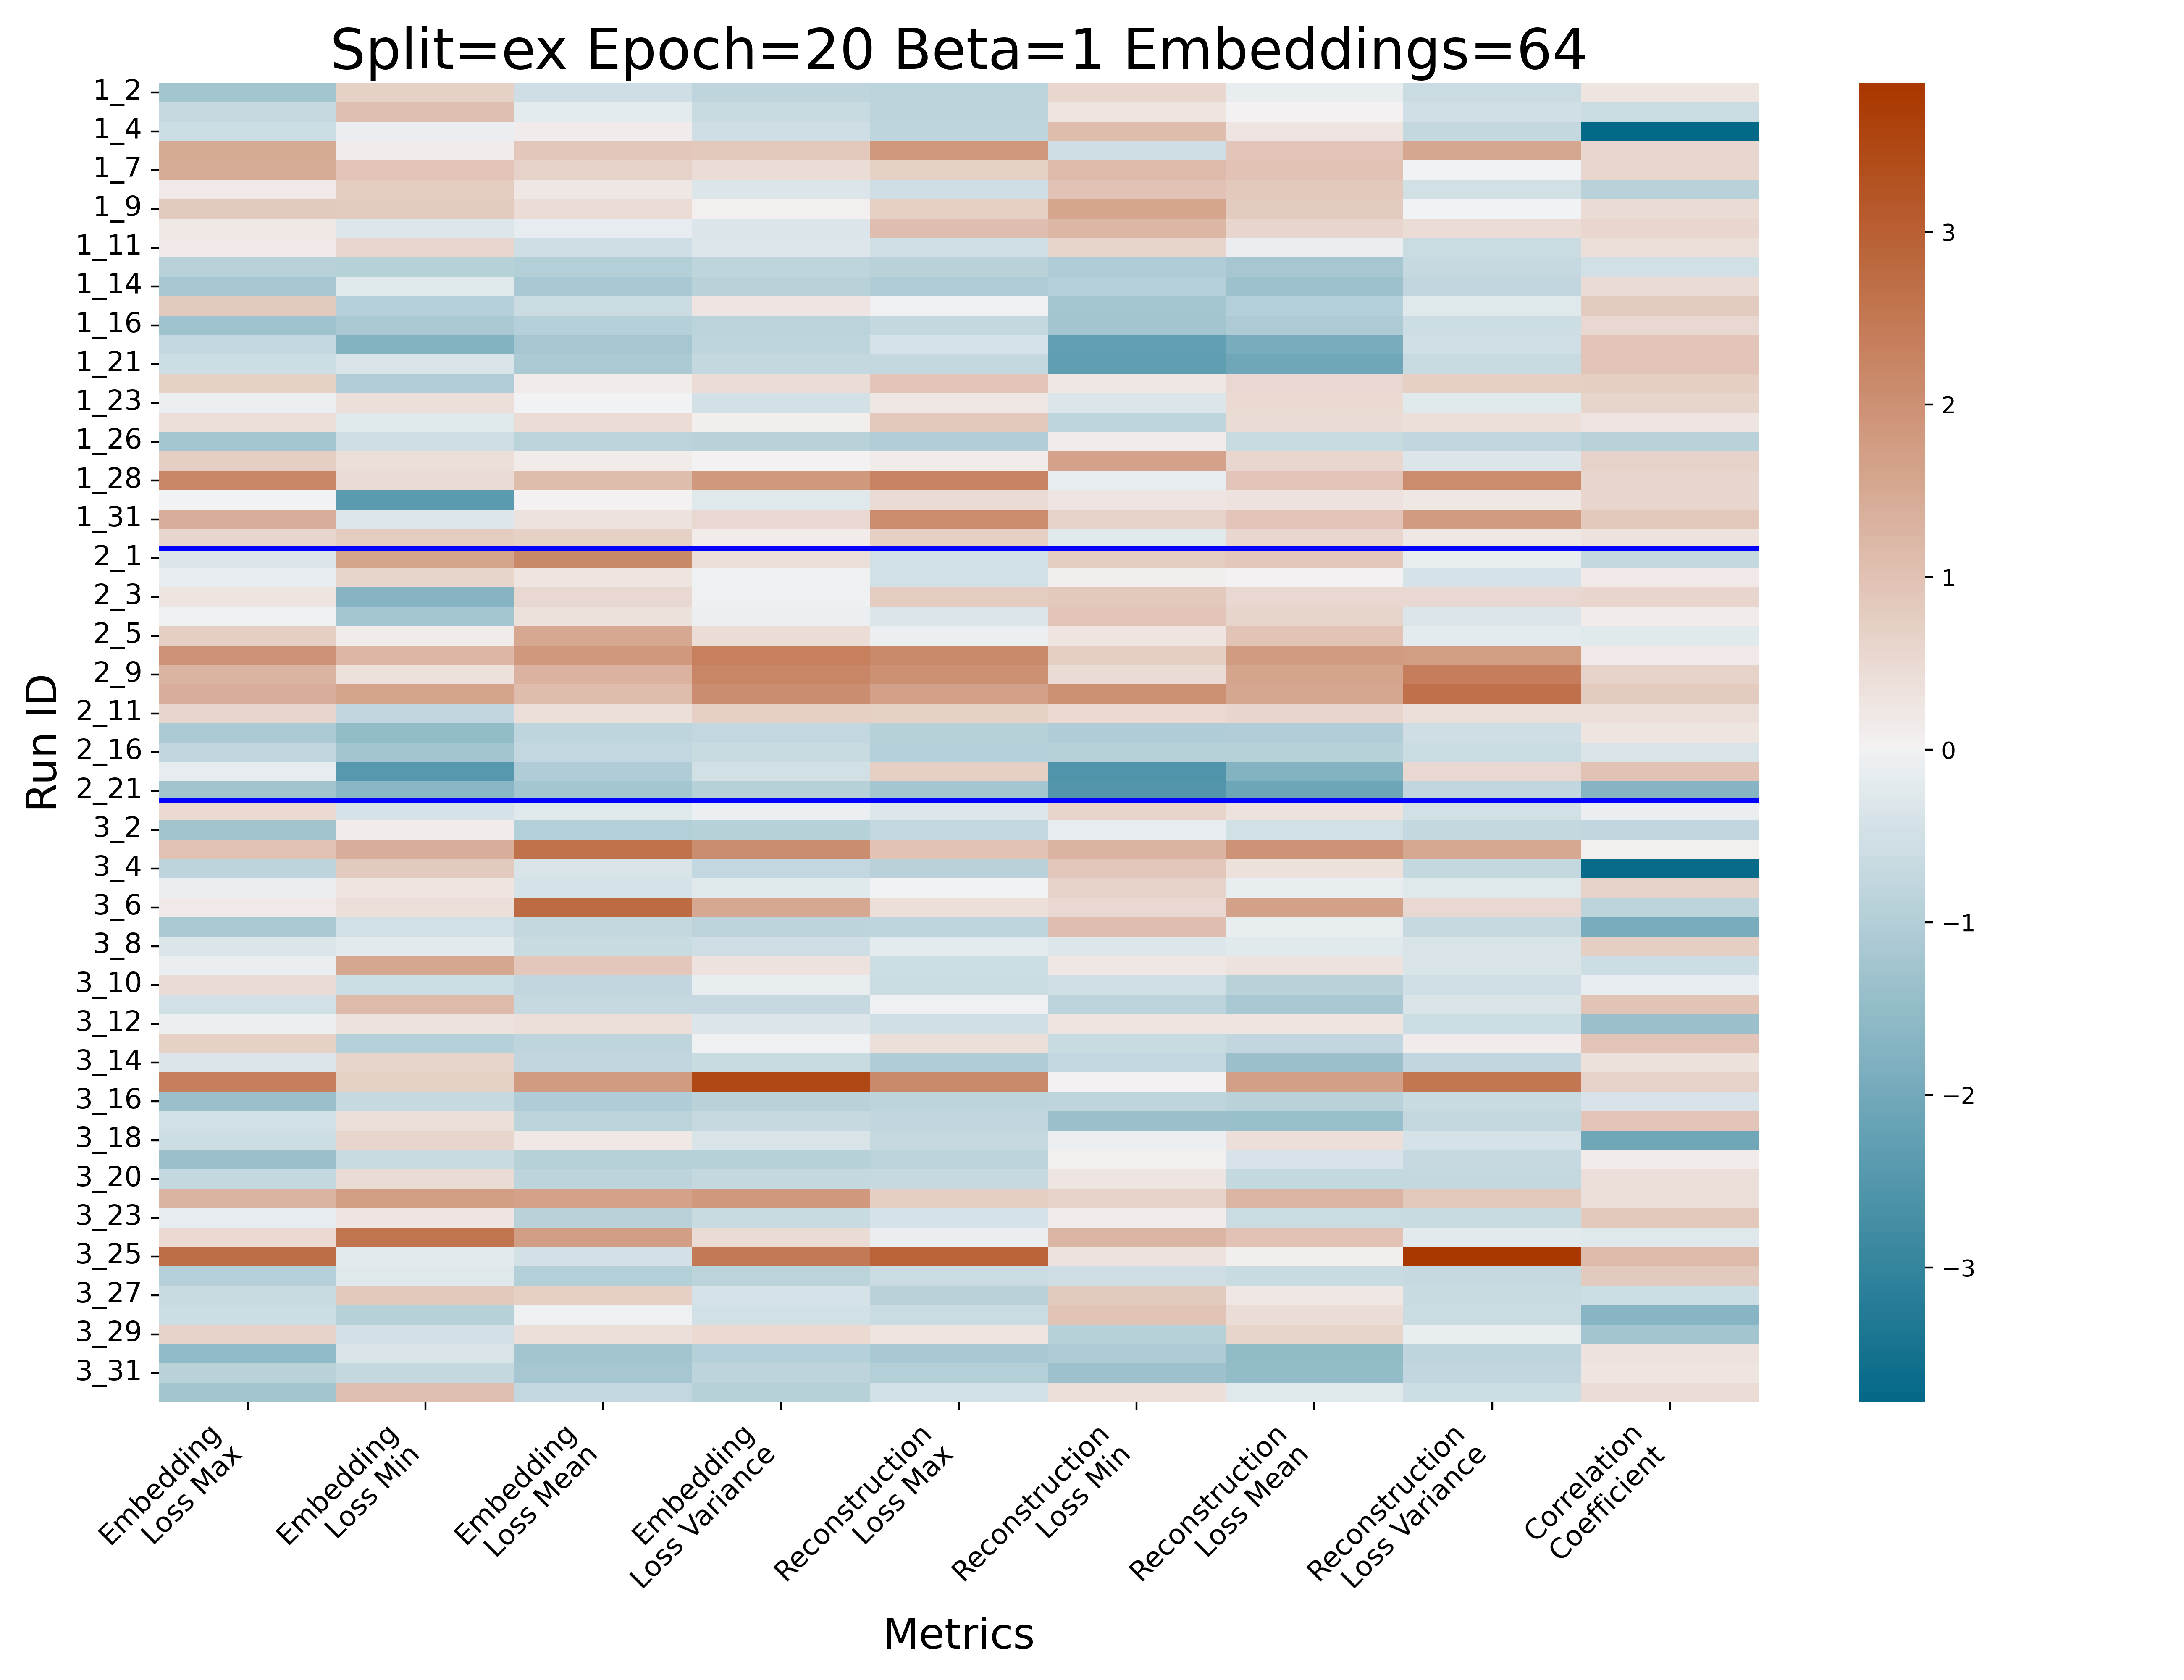 Split=ex Epoch=20 Beta=1 Embeddings=64
Run ID
1_2
1_4
1_7
1_9
1_11
1_14
1_16
1_21
1_23
1_26
1_28
1_31
2_1
2_3
2_5
2_9
2_11
2_16
2_21
3_2
3_4
3_6
3_8
3_10
3_12
3_14
3_16
3_18
3_20
3_23
3_25
3_27
3_29
3_31
3
2
1
0
−1
−2
−3
Embedding
Loss Max
Embedding
Loss Min
Embedding
Loss Mean
Embedding
Loss Variance
Reconstruction
Loss Max
Reconstruction
Loss Min
Reconstruction
Loss Mean
Reconstruction
Loss Variance
Correlation
Coefficient
Metrics